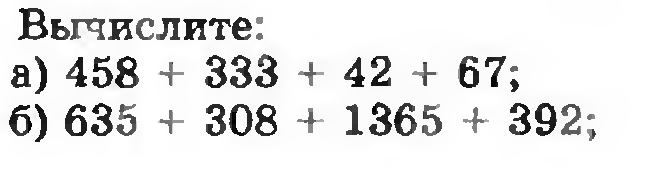 Вычислите:
а) 458 + 333 + 42 + 67;
б) 635 + 308 + 1365 + 392;